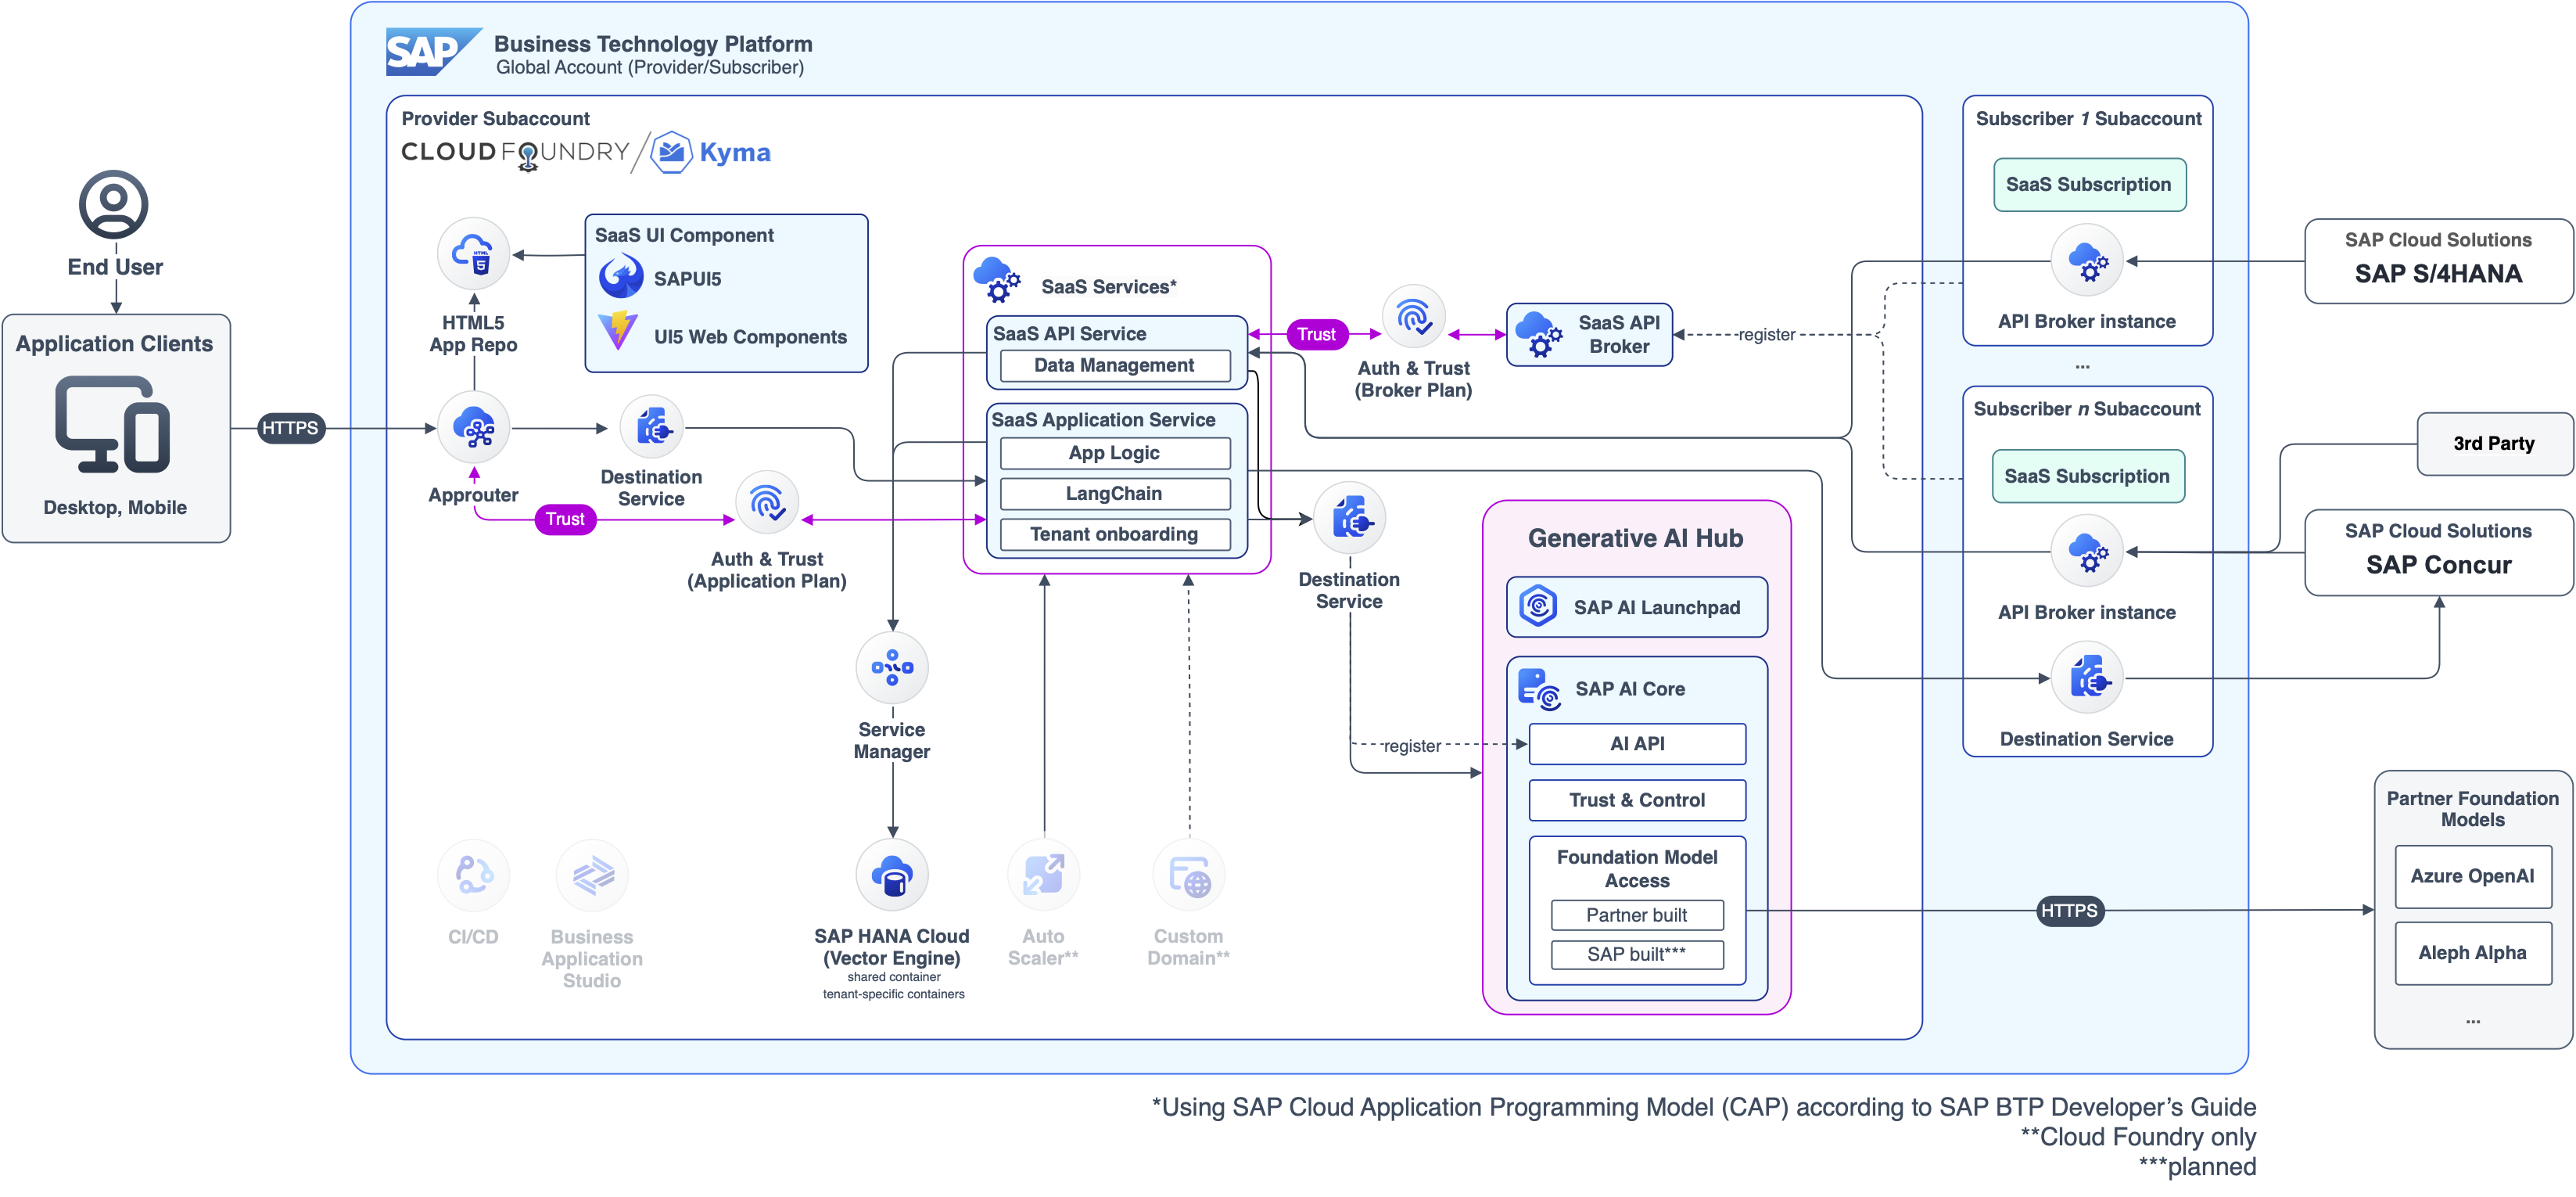 SAP
Business Technology Platform
Global Account (Provider/Subscriber)
Provider Subaccount
CLOUD FOUNDRY
Kyma
End User
Application Clients
Desktop, Mobile
HTTPS
HTML
5
HTML5
App Repo
SaaS UI Component
SAPUI5
UI5 Web Components
Approuter
Destination
Service
Trust
Auth & Trust
(Application Plan)
SaaS Services*
SaaS API Service
Data Management
SaaS Application Service
App Logic
LangChain
Tenant onboarding
Trust
Auth & Trust
(Broker Plan)
SaaS API
Broker
register
Destination
Service
register
Service
Manager
SAP HANA Cloud
(Vector Engine)
shared container
tenant-specific containers
CI/CD
Business
Application
Studio
Auto
Scaler**
Custom
Domain**
Generative AI Hub
SAP AI Launchpad
SAP AI Core
AI API
Trust & Control
Foundation Model
Access
Partner built
SAP built***
HTTPS
Subscriber 1 Subaccount
SaaS Subscription
API Broker instance
...
Subscriber n Subaccount
SaaS Subscription
API Broker instance
Destination Service
SAP Cloud Solutions
SAP S/4HANA
3rd Party
SAP Cloud Solutions
SAP Concur
Partner Foundation
Models
Azure OpenAI
Aleph Alpha
...
*Using SAP Cloud Application Programming Model (CAP) according to SAP BTP Developer’s Guide
**Cloud Foundry only
***planned